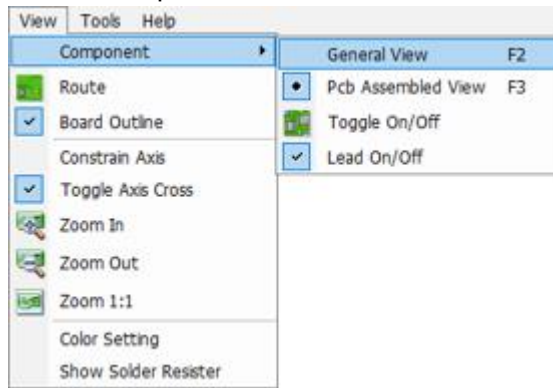 View Tools Help
Component
Route
Board Outline
Constrain Axis
Toggle Axis Cross
Zoom In
Zoom Out
Zoom 1:1
Color Setting
Show Solder Resister
General View F2
Pcb Assembled View F3
Toggle On/Off
Lead On/Off